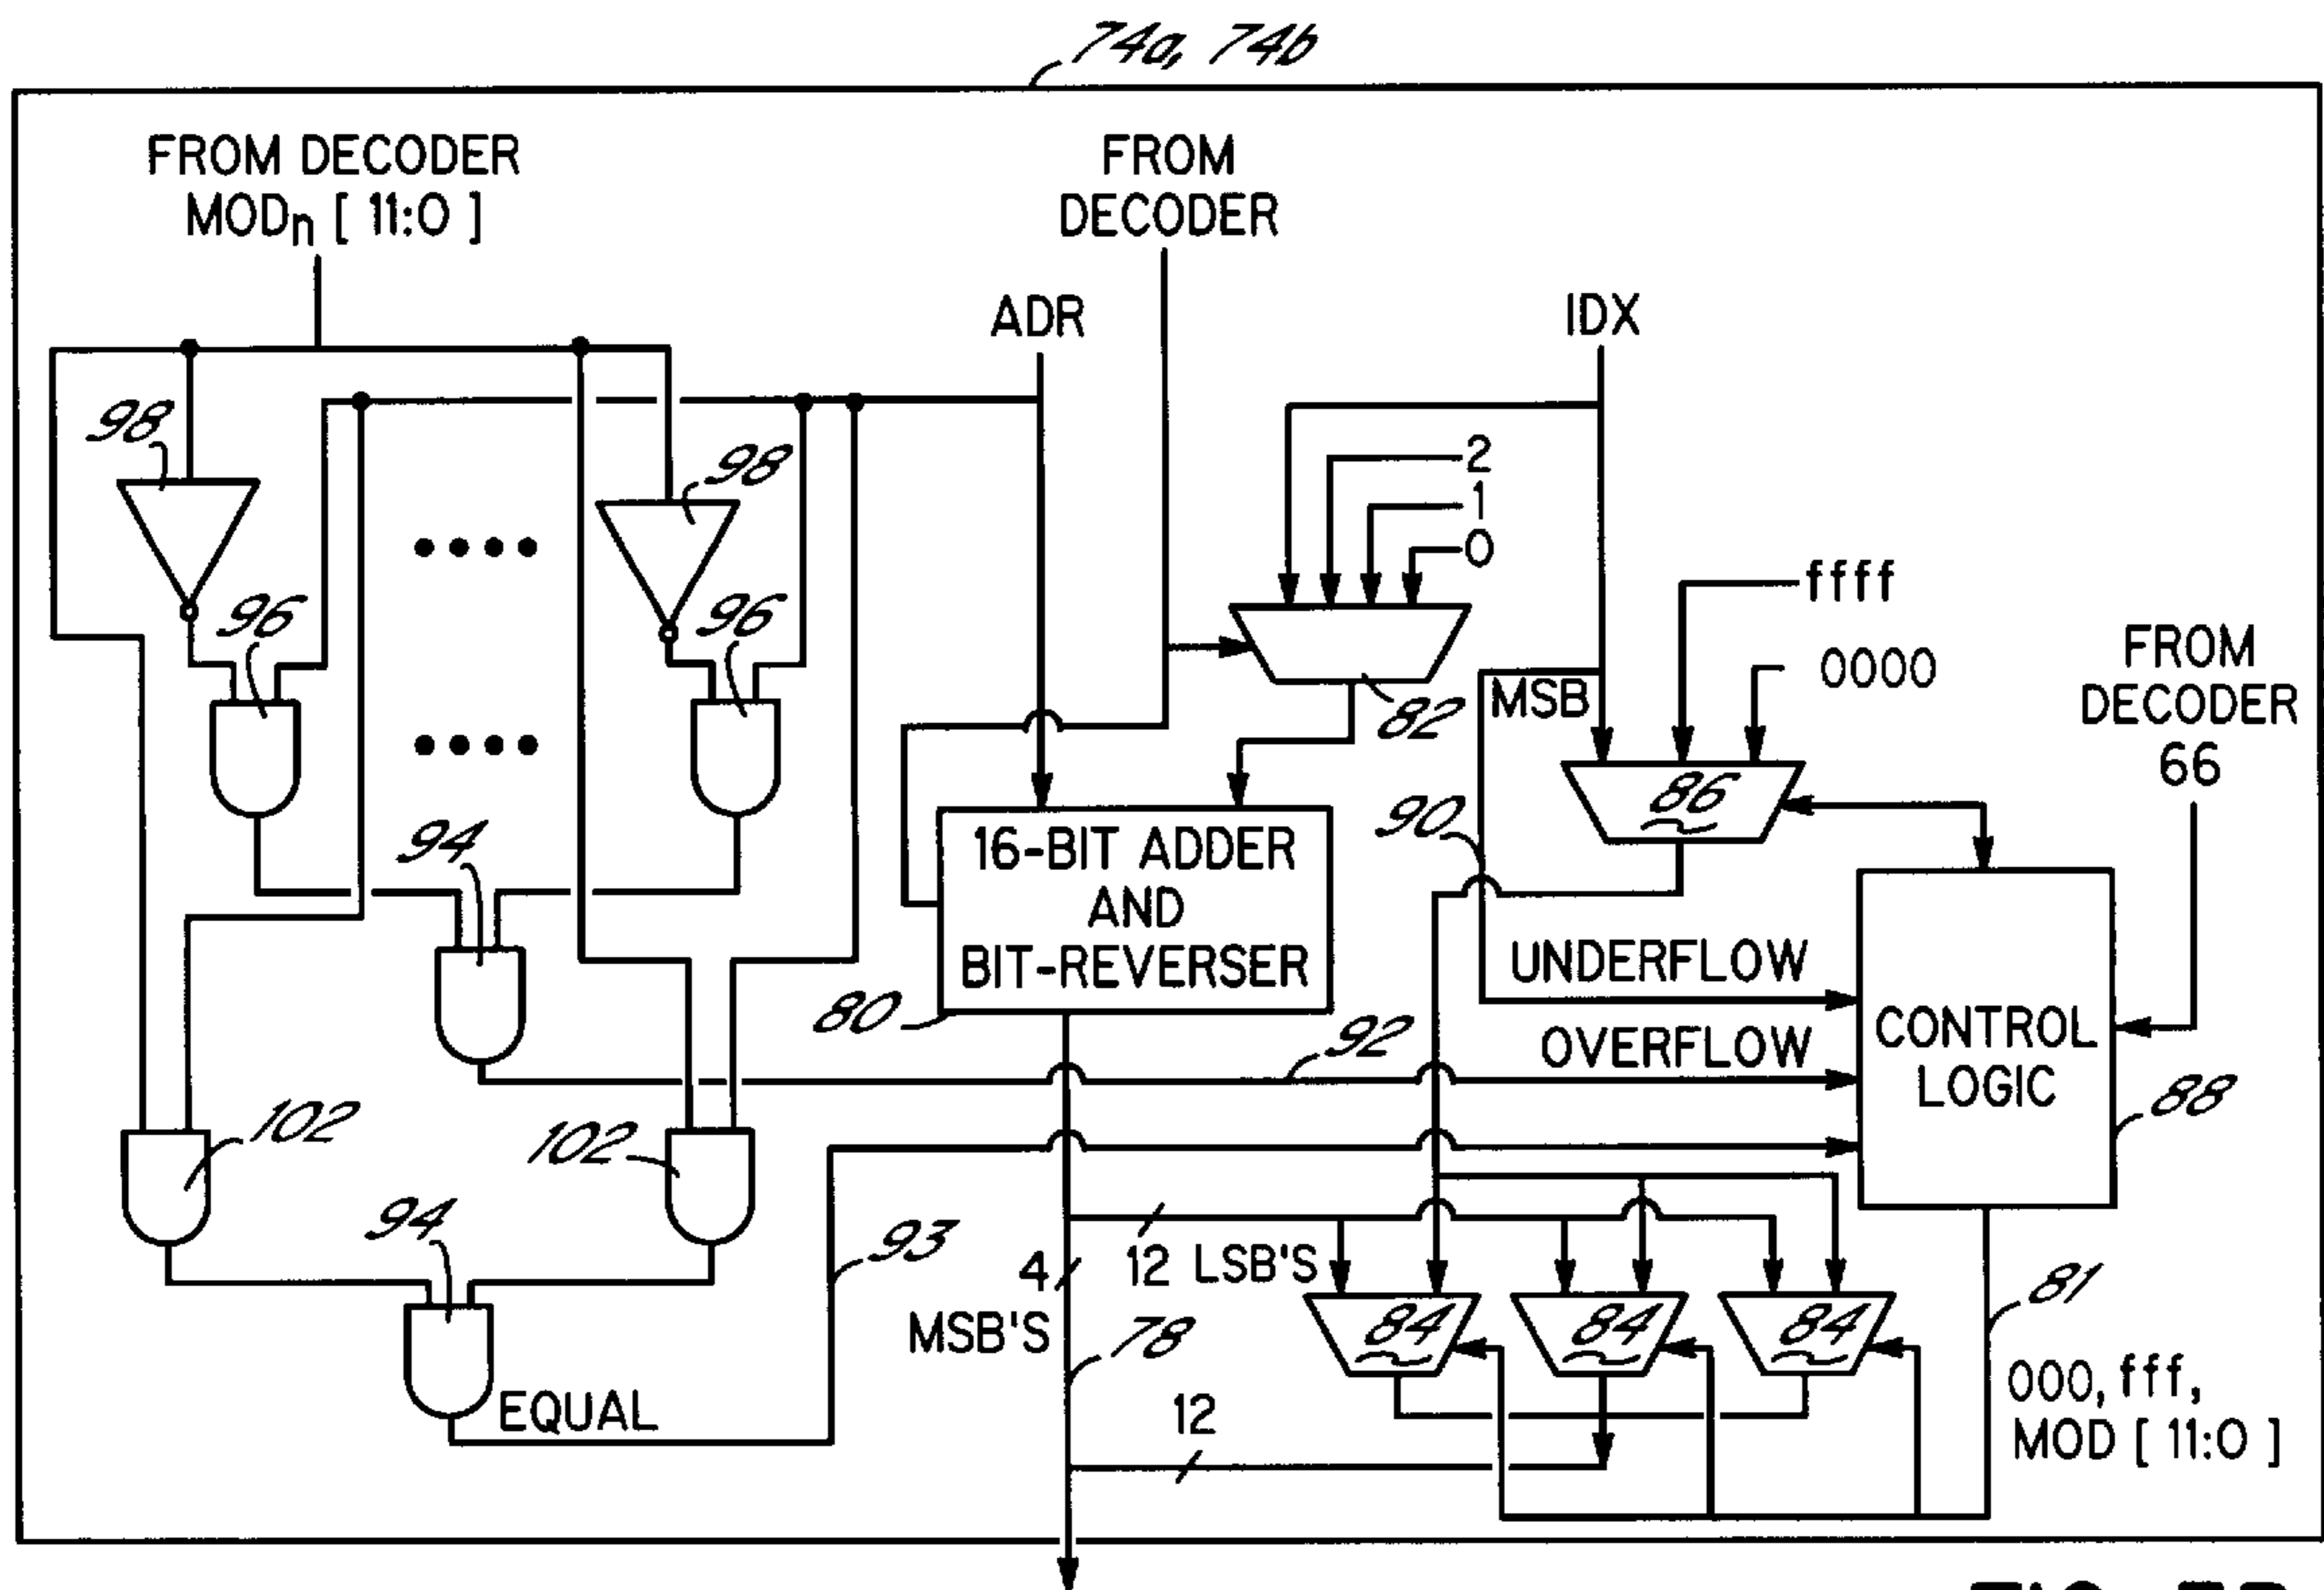 74a, 74b
FROM DECODER
MODn [ 11:0 ]
FROM
DECODER
ADR
IDX
98
98
2
1
0
ffff
0000
FROM
DECODER
66
96
96
82
MSB
86
90
94
16-BIT ADDER
AND
BIT-REVERSER
80
UNDERFLOW
92
OVERFLOW
CONTROL
LOGIC
88
102
102
94
93
4
12 LSB'S
MSB'S
78
84
84
84
81
000, fff,
MOD [ 11:0 ]
12
EQUAL